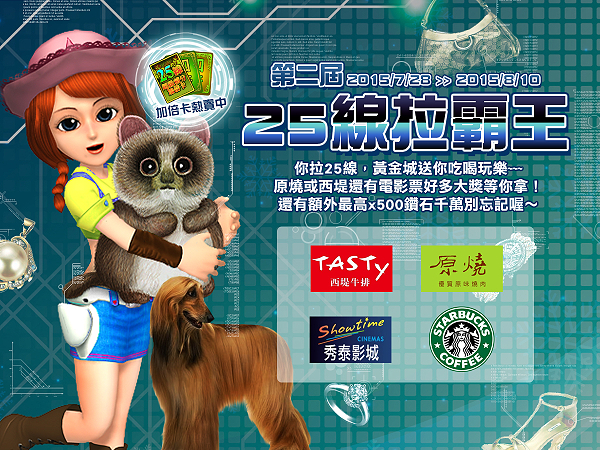 第二屆 2015/7/28 >> 2015/8/10
25線拉霸王
加倍卡熱賣中
你拉25線，黃金城送你吃喝玩樂~~
原燒或西堤還有電影票好多大獎等你拿！
還有額外最高x500鑽石千萬別忘記喔～
TASTy
西堤牛排
原燒
優質原味燒肉
Showtime
CINEMAS
秀泰影城
STARBUCKS
COFFEE